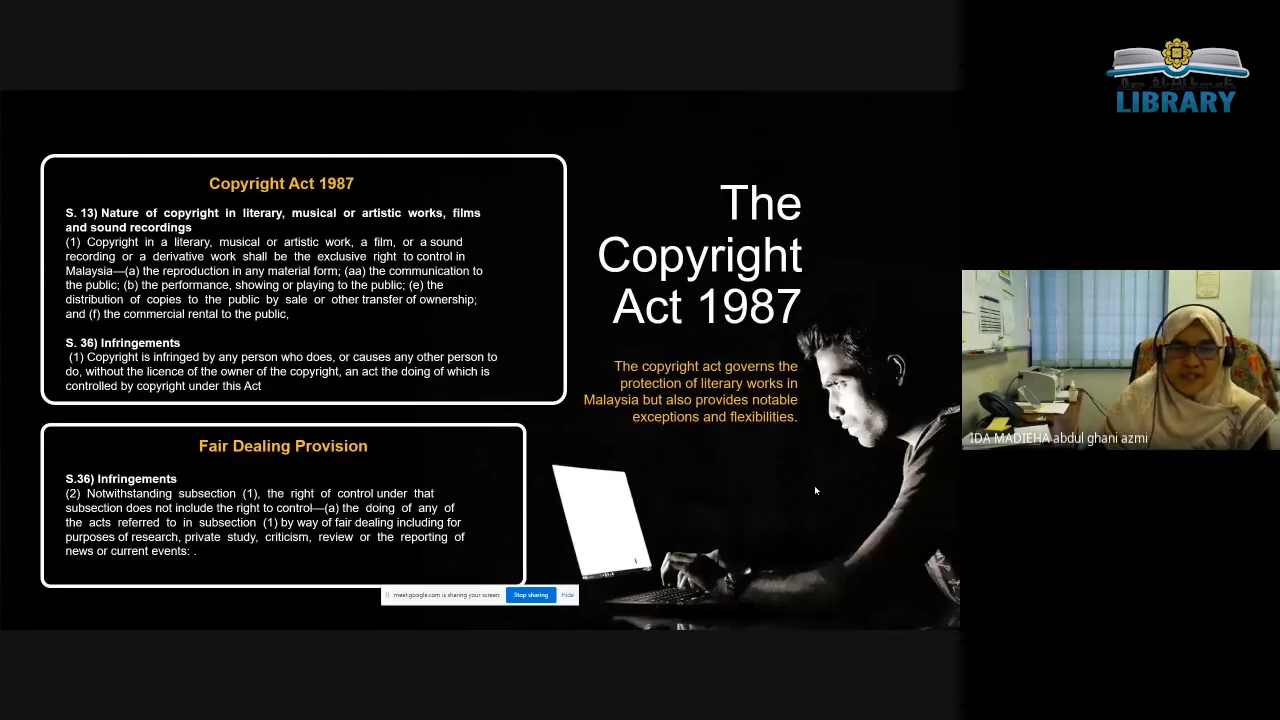 Copyright Act 1987
S. 13) Nature of copyright in literary, musical or artistic works, films
and sound recordings
(1) Copyright in a literary, musical or artistic work, a film, or a sound
recording or a derivative work shall be the exclusive right to control in
Malaysia—(a) the reproduction in any material form; (aa) the communication to
the public; (b) the performance, showing or playing to the public; (e) the
distribution of copies to the public by sale or other transfer of ownership;
and (f) the commercial rental to the public,
S. 36) Infringements
(1) Copyright is infringed by any person who does, or causes any other person to
do, without the licence of the owner of the copyright, an act the doing of which is
controlled by copyright under this Act
Fair Dealing Provision
S.36) Infringements
(2) Notwithstanding subsection (1), the right of control under that
subsection does not include the right to control—(a) the doing of any of
the acts referred to in subsection (1) by way of fair dealing including for
purposes of research, private study, criticism, review or the reporting of
news or current events: .
The
Copyright
Act 1987
The copyright act governs the
protection of literary works in
Malaysia but also provides notable
exceptions and flexibilities.
meet.google.com is sharing your screen. Stop sharing Hide
LIBRARY
IDA MADIEHA abdul ghani azmi